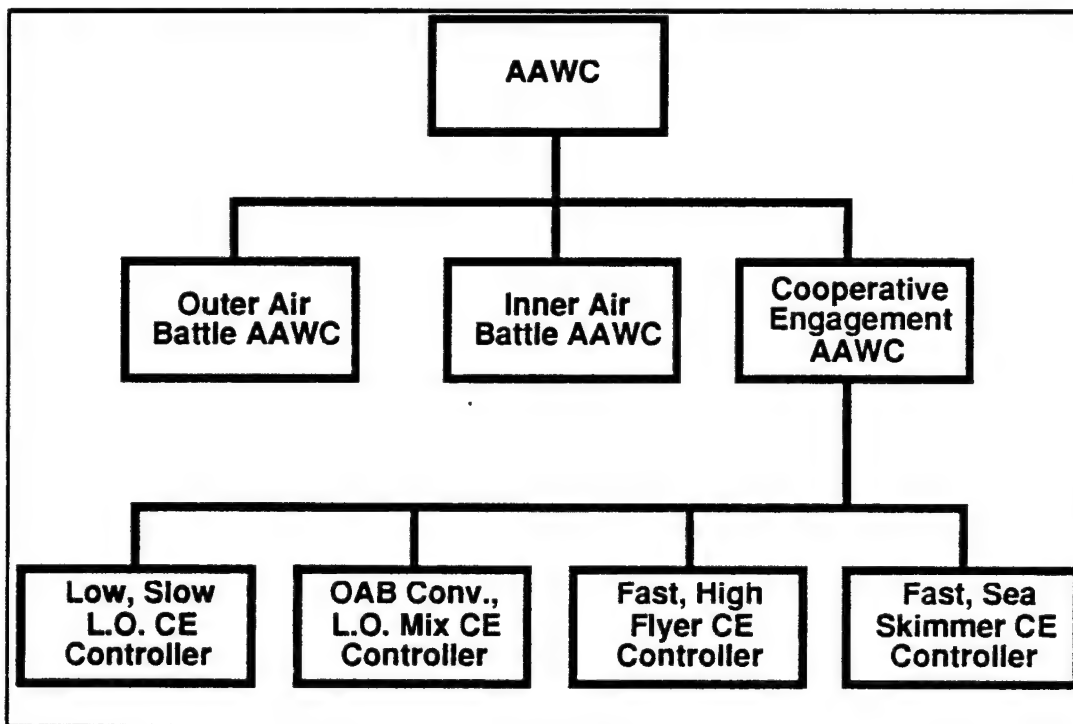 AAWC
Outer Air
Battle AAWC
Inner Air
Battle AAWC
Cooperative
Engagement
AAWC
Low, Slow
L.O. CE
Controller
OAB Conv.,
L.O. Mix CE
Controller
Fast, High
Flyer CE
Controller
Fast, Sea
Skimmer CE
Controller